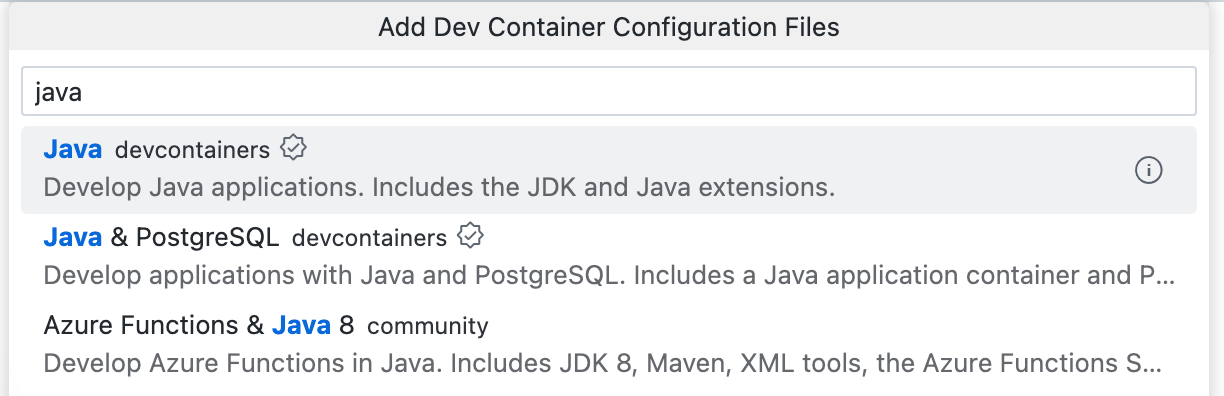 Add Dev Container Configuration Files
java
Java devcontainers
Develop Java applications. Includes the JDK and Java extensions.
Java & PostgreSQL devcontainers
Develop applications with Java and PostgreSQL. Includes a Java application container and P...
Azure Functions & Java 8 community
Develop Azure Functions in Java. Includes JDK 8, Maven, XML tools, the Azure Functions S...